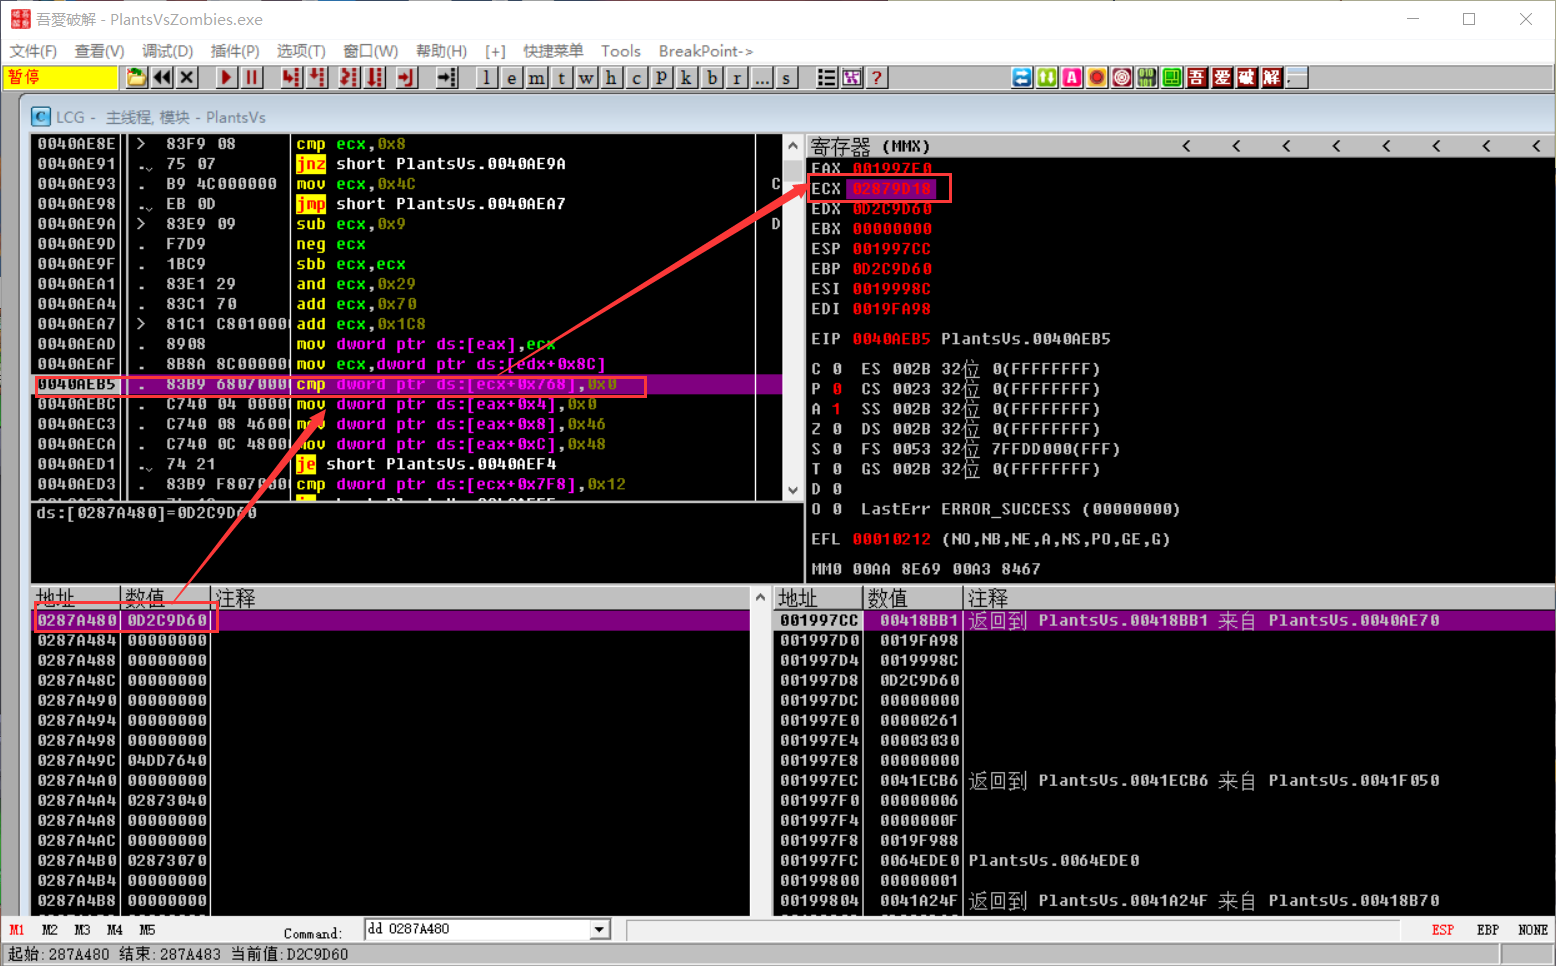 吾愛破解 - PlantsVsZombies.exe
文件(F) 查看(V) 调试(D) 插件(P) 选项(T) 窗口(W) 帮助(H) [+] 快捷菜单 Tools BreakPoint->
暂停 l e m t w h c P k b r ... s ? A 吾 爱 破 解
LCG - 主线程, 模块 - PlantsVs
0040AE8E > 83F9 08 cmp ecx,0x8
0040AE91 . 75 07 jnz short PlantsVs.0040AE9A
0040AE93 . B9 4C000000 mov ecx,0x4C C
0040AE98 . EB 0D jmp short PlantsVs.0040AEA7
0040AE9A > 83E9 09 sub ecx,0x9 D
0040AE9D . F7D9 neg ecx
0040AE9F . 1BC9 sbb ecx,ecx
0040AEA1 . 83E1 29 and ecx,0x29
0040AEA4 . 83C1 70 add ecx,0x70
0040AEA7 > 81C1 C8010000 add ecx,0x1C8
0040AEAD . 8908 mov dword ptr ds:[eax],ecx
0040AEAF . 8B8A 8C00000 mov ecx,dword ptr ds:[edx+0x8C]
0040AEB5 . 83B9 6807000 cmp dword ptr ds:[ecx+0x768],0x0
0040AEBC . C740 04 0000 mov dword ptr ds:[eax+0x4],0x0
0040AEC3 . C740 08 4600 mov dword ptr ds:[eax+0x8],0x46
0040AECA . C740 0C 4800 mov dword ptr ds:[eax+0xC],0x48
0040AED1 . 74 21 je short PlantsVs.0040AEF4
0040AED3 . 83B9 F807000 cmp dword ptr ds:[ecx+0x7F8],0x12
ds:[0287A480]=0D2C9D60
寄存器 (MMX) < < < < < < < <
EAX 001997E0
ECX 02879D18
EDX 0D2C9D60
EBX 00000000
ESP 001997CC
EBP 0D2C9D60
ESI 0019998C
EDI 0019FA98
EIP 0040AEB5 PlantsVs.0040AEB5
C 0 ES 002B 32位 0(FFFFFFFF)
P 0 CS 0023 32位 0(FFFFFFFF)
A 1 SS 002B 32位 0(FFFFFFFF)
Z 0 DS 002B 32位 0(FFFFFFFF)
S 0 FS 0053 32位 7FFDD000(FFF)
T 0 GS 002B 32位 0(FFFFFFFF)
D 0
O 0 LastErr ERROR_SUCCESS (00000000)
EFL 00010212 (NO,NB,NE,A,NS,PO,GE,G)
MM0 00AA 8E69 00A3 8467
地址 数值 注释
0287A480 0D2C9D60
0287A484 00000000
0287A488 00000000
0287A48C 00000000
0287A490 00000000
0287A494 00000000
0287A498 00000000
0287A49C 04DD7640
0287A4A0 00000000
0287A4A4 02873040
0287A4A8 00000000
0287A4AC 00000000
0287A4B0 02873070
0287A4B4 00000000
0287A4B8 00000000
地址 数值 注释
001997CC 00418BB1 返回到 PlantsVs.00418BB1 来自 PlantsVs.0040AE70
001997D0 0019FA98
001997D4 0019998C
001997D8 0D2C9D60
001997DC 00000000
001997E0 00000261
001997E4 00003030
001997E8 00000000
001997EC 0041ECB6 返回到 PlantsVs.0041ECB6 来自 PlantsVs.0041F050
001997F0 00000006
001997F4 0000000F
001997F8 0019F988
001997FC 0064EDE0 PlantsVs.0064EDE0
00199800 00000001
00199804 0041A24F 返回到 PlantsVs.0041A24F 来自 PlantsVs.00418B70
M1 M2 M3 M4 M5 Command: dd 0287A480 ESP EBP NONE
起始: 287A480 结束: 287A483 当前值: D2C9D60